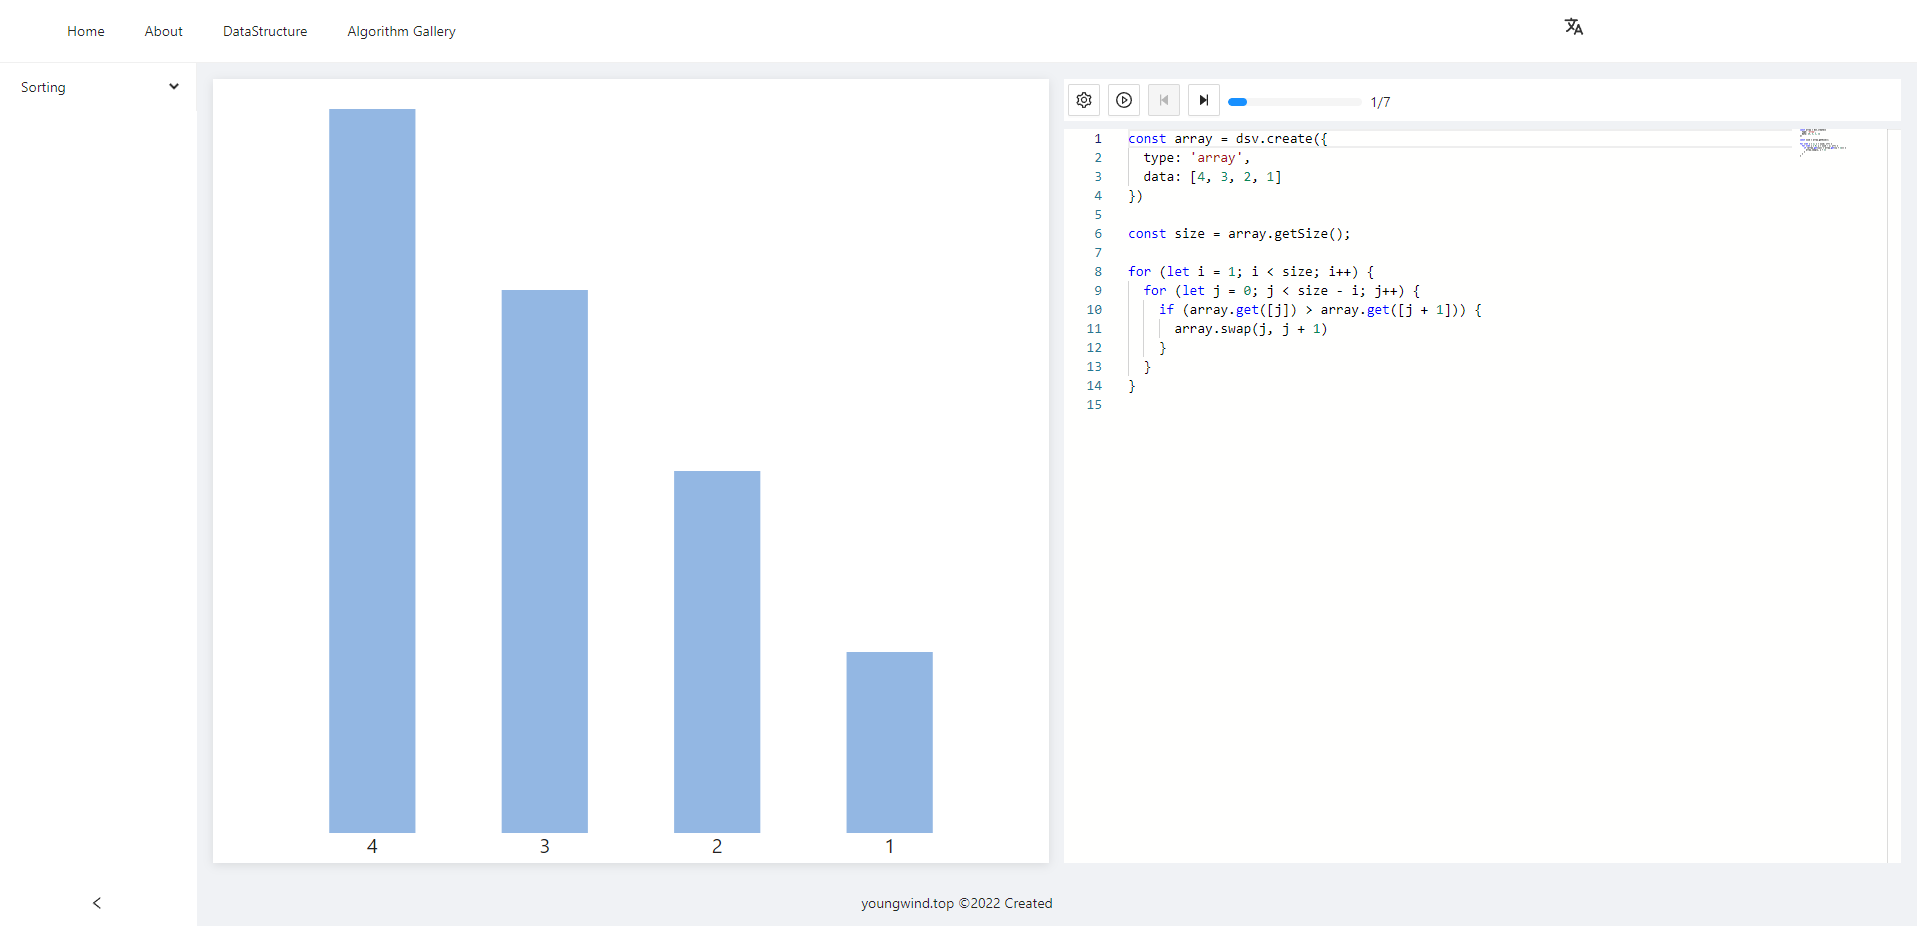 Home About DataStructure Algorithm Gallery
Sorting
4 3 2 1
1/7
1 const array = dsv.create({
2   type: 'array',
3   data: [4, 3, 2, 1]
4 })
5
6 const size = array.getSize();
7
8 for (let i = 1; i < size; i++) {
9   for (let j = 0; j < size - i; j++) {
10     if (array.get([j]) > array.get([j + 1])) {
11       array.swap(j, j + 1)
12     }
13   }
14 }
15
youngwind.top ©2022 Created